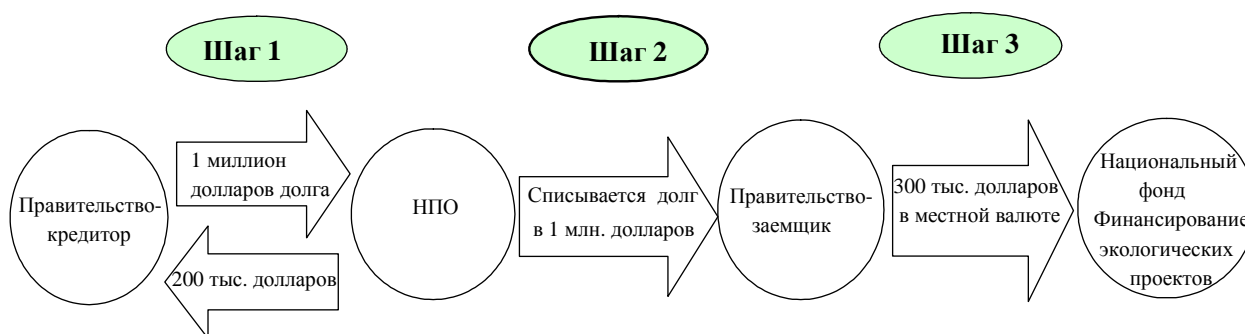 Шаг 1
Шаг 2
Шаг 3
Правительство-
кредитор
1 миллион
долларов долга
200 тыс. долларов
НПО
Списывается долг
в 1 млн. долларов
Правительство-
заемщик
300 тыс. долларов
в местной валюте
Национальный
фонд
Финансирование
экологических
проектов